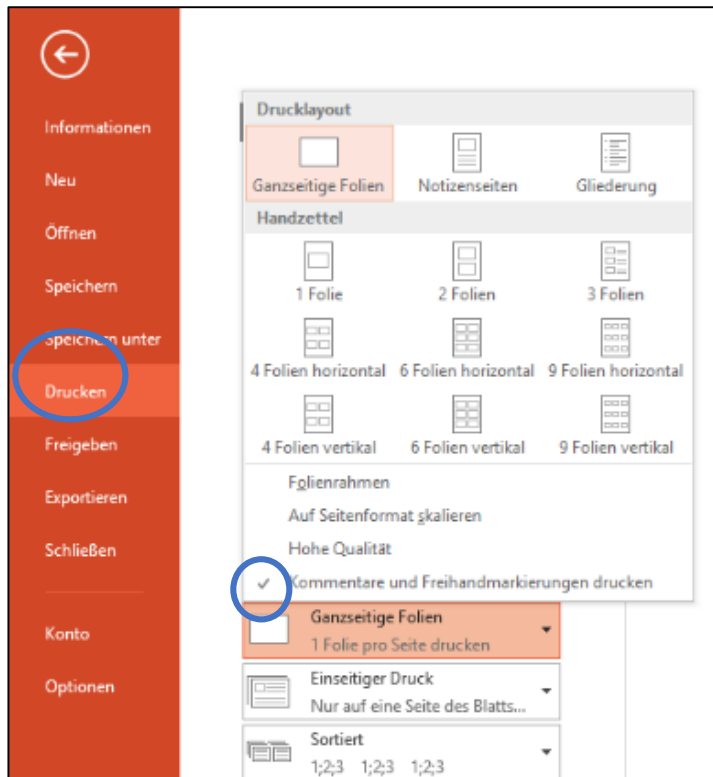 Informationen
Neu
Öffnen
Speichern
Speichern unter
Drucken
Freigeben
Exportieren
Schließen
Konto
Optionen
Drucklayout
Ganzseitige Folien Notizenseiten Gliederung
Handzettel
1 Folie 2 Folien 3 Folien
4 Folien horizontal 6 Folien horizontal 9 Folien horizontal
4 Folien vertikal 6 Folien vertikal 9 Folien vertikal
Folienrahmen
Auf Seitenformat skalieren
Hohe Qualität
Kommentare und Freihandmarkierungen drucken
Ganzseitige Folien
1 Folie pro Seite drucken
Einseitiger Druck
Nur auf eine Seite des Blatts...
Sortiert
1;2;3 1;2;3 1;2;3